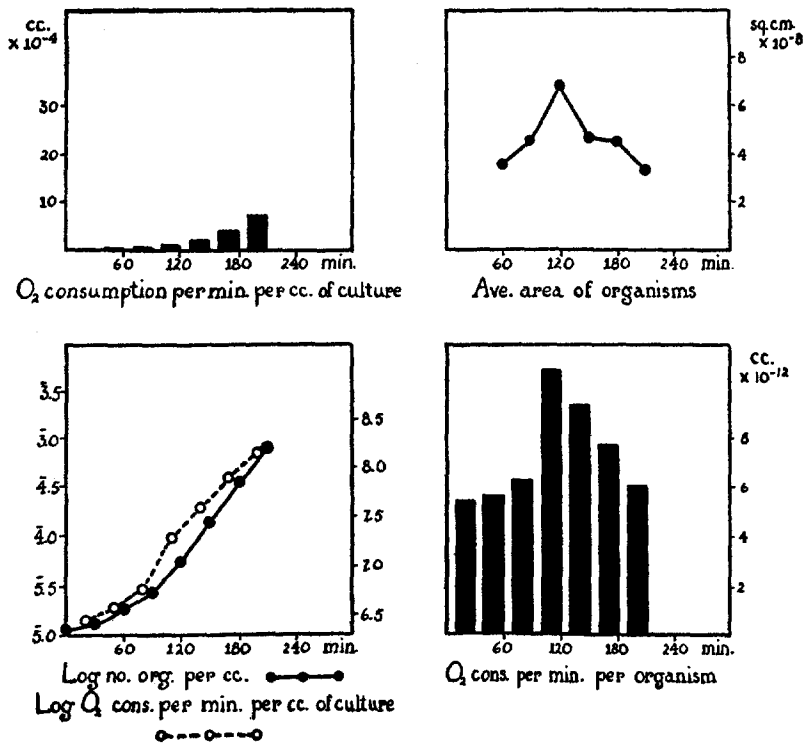 cc.
× 10⁻⁴
30
20
10
60 120 180 240 min.
O₂ consumption per min. per cc. of culture
sq.cm.
× 10⁻⁸
8
6
4
2
60 120 180 240 min.
Ave. area of organisms
3̄.5
3̄.0
4̄.5
4̄.0
5̄.5
5̄.0
8.5
8.0
7.5
7.0
6.5
60 120 180 240 min.
Log no. org. per cc.
Log O₂ cons. per min. per cc. of culture
cc.
× 10⁻¹²
8
6
4
2
60 120 180 240 min.
O₂ cons. per min. per organism